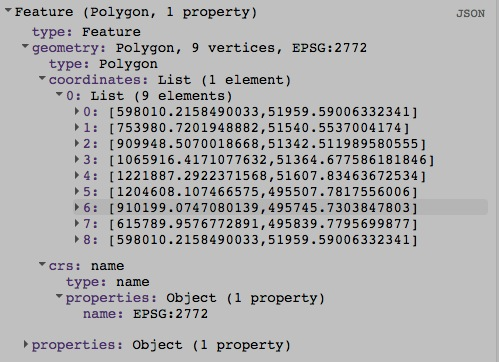 Feature (Polygon, 1 property)
JSON
type: Feature
geometry: Polygon, 9 vertices, EPSG:2772
type: Polygon
coordinates: List (1 element)
0: List (9 elements)
0: [598010.2158490033,51959.59006332341]
1: [753980.7201948882,51540.5537004174]
2: [909948.5070018668,51342.511989580555]
3: [1065916.4171077632,51364.677586181846]
4: [1221887.2922371568,51607.83463672534]
5: [1204608.107466575,495507.7817556006]
6: [910199.0747080139,495745.7303847803]
7: [615789.9576772891,495839.7795699877]
8: [598010.2158490033,51959.59006332341]
crs: name
type: name
properties: Object (1 property)
name: EPSG:2772
properties: Object (1 property)